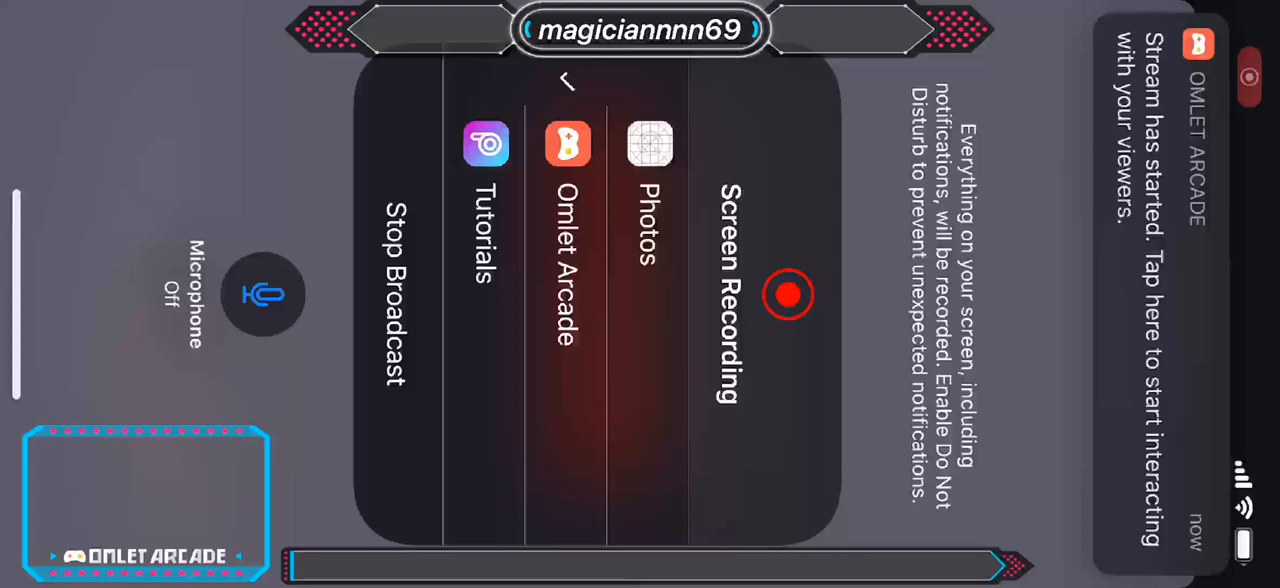 magiciannnn69
OMLET ARCADE
now
Stream has started. Tap here to start interacting
with your viewers.
Everything on your screen, including
notifications, will be recorded. Enable Do Not
Disturb to prevent unexpected notifications.
Screen Recording
Photos
Omlet Arcade
Tutorials
Stop Broadcast
Microphone
Off
OMLET ARCADE